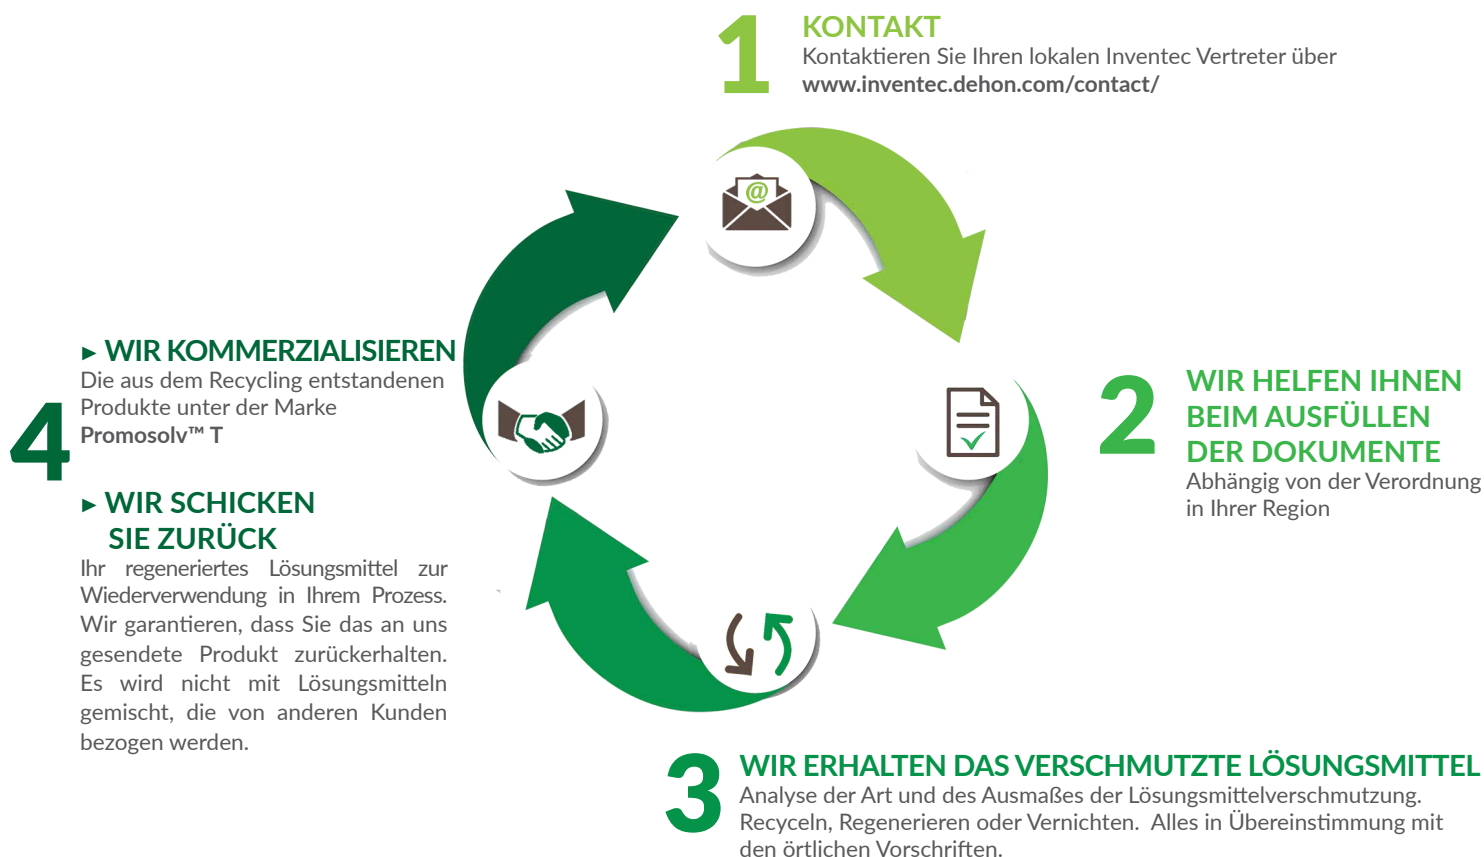 1
KONTAKT
Kontaktieren Sie Ihren lokalen Inventec Vertreter über
www.inventec.dehon.com/contact/
@
2
WIR HELFEN IHNEN
BEIM AUSFÜLLEN
DER DOKUMENTE
Abhängig von der Verordnung
in Ihrer Region
3
WIR ERHALTEN DAS VERSCHMUTZTE LÖSUNGSMITTEL
Analyse der Art und des Ausmaßes der Lösungsmittelverschmutzung.
Recyceln, Regenerieren oder Vernichten. Alles in Übereinstimmung mit
den örtlichen Vorschriften.
4
► WIR KOMMERZIALISIEREN
Die aus dem Recycling entstandenen
Produkte unter der Marke
Promosolv™ T
► WIR SCHICKEN
SIE ZURÜCK
Ihr regeneriertes Lösungsmittel zur
Wiederverwendung in Ihrem Prozess.
Wir garantieren, dass Sie das an uns
gesendete Produkt zurückerhalten.
Es wird nicht mit Lösungsmitteln
gemischt, die von anderen Kunden
bezogen werden.